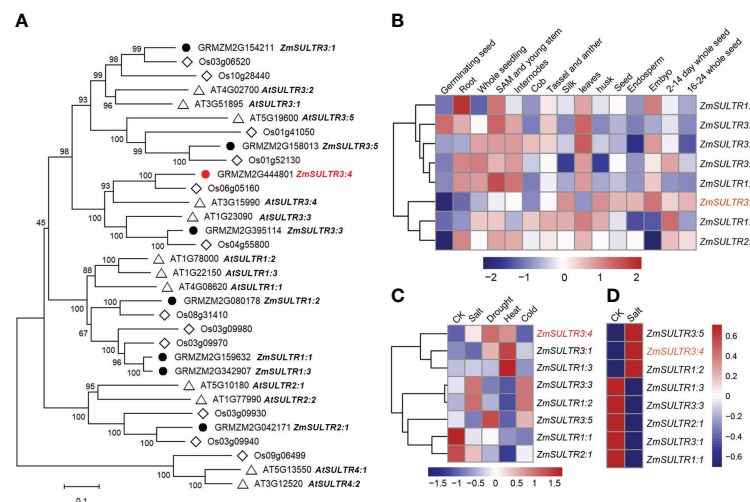 A
GRMZM2G154211 ZmSULTR3:1
Os03g06520
Os10g28440
AT4G02700 AtSULTR3:2
AT3G51895 AtSULTR3:1
AT5G19600 AtSULTR3:5
Os01g41050
GRMZM2G158013 ZmSULTR3:5
Os01g52130
GRMZM2G444801 ZmSULTR3:4
Os06g05160
AT3G15990 AtSULTR3:4
AT1G23090 AtSULTR3:3
GRMZM2G395114 ZmSULTR3:3
Os04g55800
AT1G78000 AtSULTR1:2
AT1G22150 AtSULTR1:3
AT4G08620 AtSULTR1:1
GRMZM2G080178 ZmSULTR1:2
Os08g31410
Os03g09980
Os03g09970
GRMZM2G159632 ZmSULTR1:1
GRMZM2G342907 ZmSULTR1:3
AT5G10180 AtSULTR2:1
AT1G77990 AtSULTR2:2
Os03g09930
GRMZM2G042171 ZmSULTR2:1
Os03g09940
Os09g06499
AT5G13550 AtSULTR4:1
AT3G12520 AtSULTR4:2
99
98
99
96
93
100
100
98
100
93
100
100
100
45
88
100
100
100
67
96
100
95
100
100
100
100
100
0.1
B
Germinating seed
Root
Whole seedling
SAM and young stem
Internodes
Cob
Tassel and anther
Silk
leaves
husk
Seed
Endosperm
Embyo
2-14 day whole seed
16-24 whole seed
ZmSULTR1.
ZmSULTR3.
ZmSULTR3.
ZmSULTR3.
ZmSULTR1.
ZmSULTR3.
ZmSULTR1.
ZmSULTR2.
−2 −1 0 1 2
C
CK
Salt
Drought
Heat
Cold
ZmSULTR3:4
ZmSULTR3:1
ZmSULTR1:3
ZmSULTR3:3
ZmSULTR1:2
ZmSULTR3:5
ZmSULTR1:1
ZmSULTR2:1
−1.5 −1 −0.5 0 0.5 1 1.5
D
CK
Salt
ZmSULTR3:5
ZmSULTR3:4
ZmSULTR1:2
ZmSULTR1:3
ZmSULTR3:3
ZmSULTR2:1
ZmSULTR3:1
ZmSULTR1:1
0.6
0.4
0.2
0
−0.2
−0.4
−0.6